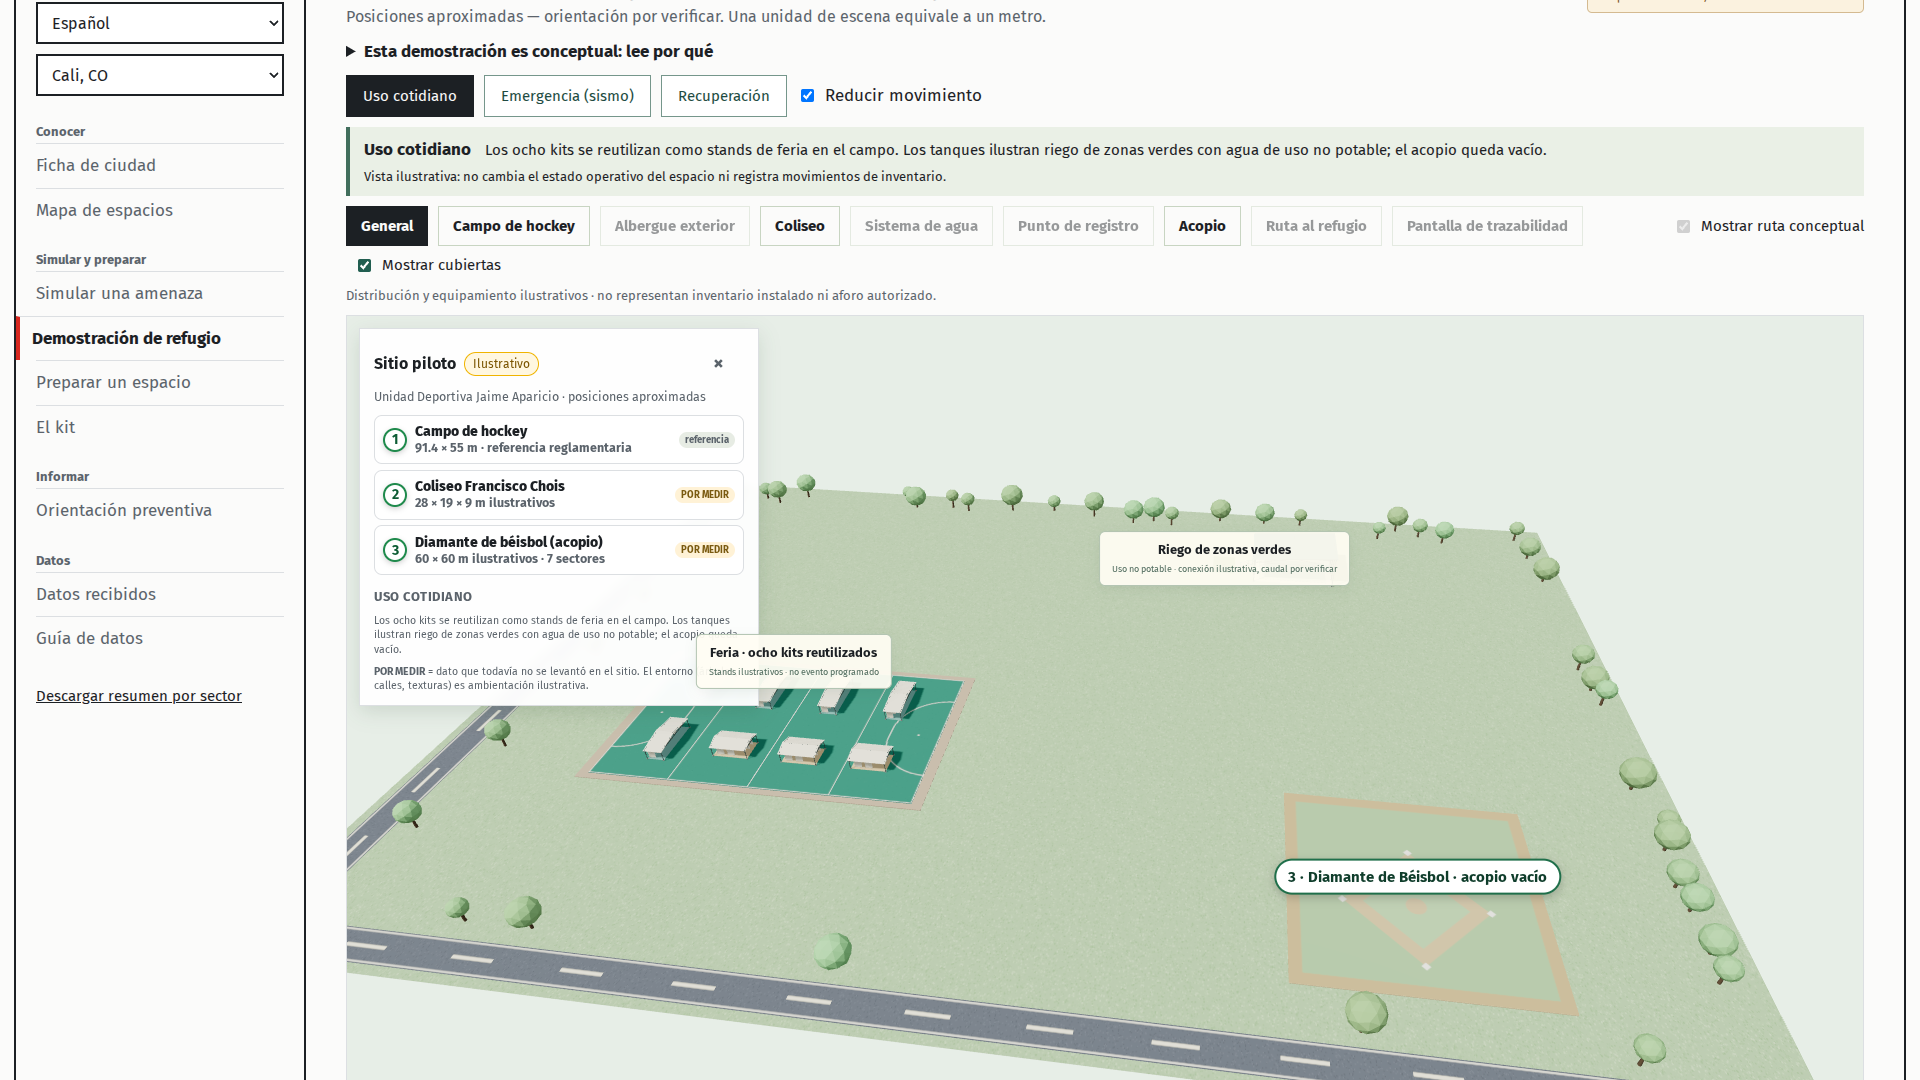 Español
Cali, CO
Conocer
Ficha de ciudad
Mapa de espacios
Simular y preparar
Simular una amenaza
Demostración de refugio
Preparar un espacio
El kit
Informar
Orientación preventiva
Datos
Datos recibidos
Guía de datos
Descargar resumen por sector
Posiciones aproximadas — orientación por verificar. Una unidad de escena equivale a un metro.
Esta demostración es conceptual: lee por qué
Uso cotidiano
Emergencia (sismo)
Recuperación
Reducir movimiento
Uso cotidiano Los ocho kits se reutilizan como stands de feria en el campo. Los tanques ilustran riego de zonas verdes con agua de uso no potable; el acopio queda vacío.
Vista ilustrativa: no cambia el estado operativo del espacio ni registra movimientos de inventario.
General
Campo de hockey
Albergue exterior
Coliseo
Sistema de agua
Punto de registro
Acopio
Ruta al refugio
Pantalla de trazabilidad
Mostrar ruta conceptual
Mostrar cubiertas
Distribución y equipamiento ilustrativos · no representan inventario instalado ni aforo autorizado.
Sitio piloto Ilustrativo ×
Unidad Deportiva Jaime Aparicio · posiciones aproximadas
1 Campo de hockey
91.4 × 55 m · referencia reglamentaria
referencia
2 Coliseo Francisco Chois
28 × 19 × 9 m ilustrativos
POR MEDIR
3 Diamante de béisbol (acopio)
60 × 60 m ilustrativos · 7 sectores
POR MEDIR
USO COTIDIANO
Los ocho kits se reutilizan como stands de feria en el campo. Los tanques
ilustran riego de zonas verdes con agua de uso no potable; el acopio queda
vacío.
POR MEDIR = dato que todavía no se levantó en el sitio. El entorno
calles, texturas) es ambientación ilustrativa.
Feria · ocho kits reutilizados
Stands ilustrativos · no evento programado
Riego de zonas verdes
Uso no potable · conexión ilustrativa, caudal por verificar
3 · Diamante de Béisbol · acopio vacío